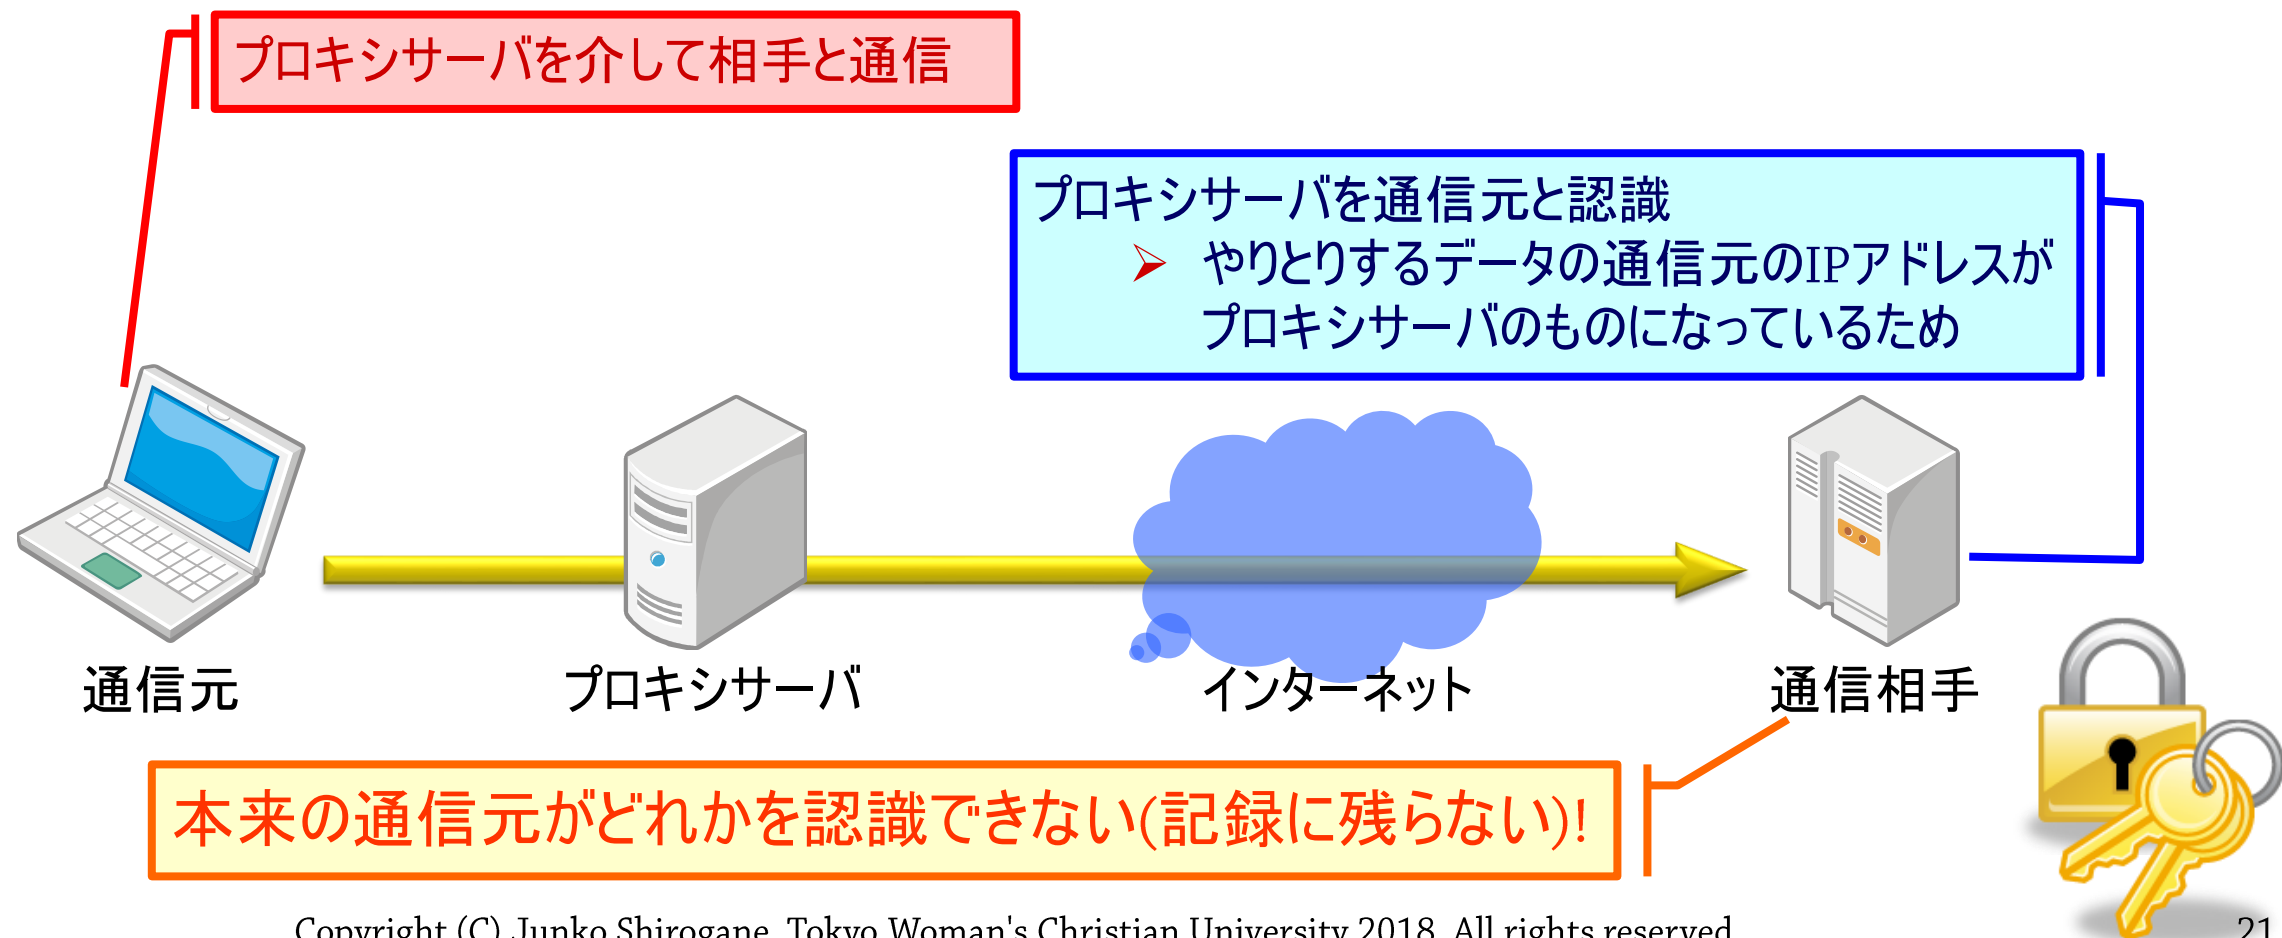 プロキシサーバを介して相手と通信
プロキシサーバを通信元と認識
やりとりするデータの通信元のIPアドレスが
プロキシサーバのものになっているため
通信元
プロキシサーバ
インターネット
通信相手
本来の通信元がどれかを認識できない(記録に残らない)!
Copyright (C) Junko Shirogane, Tokyo Woman's Christian University 2018, All rights reserved
21